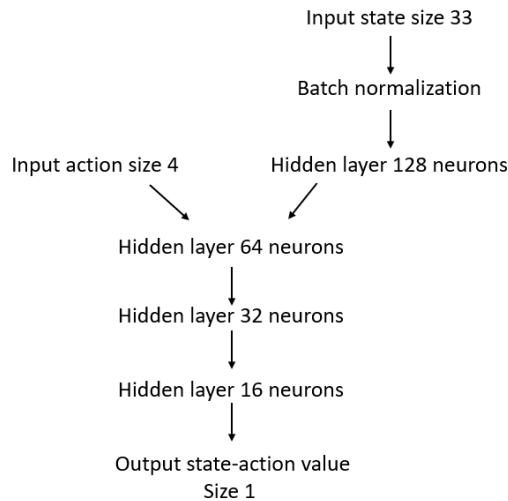 Input state size 33
Batch normalization
Input action size 4
Hidden layer 128 neurons
Hidden layer 64 neurons
Hidden layer 32 neurons
Hidden layer 16 neurons
Output state-action value
Size 1